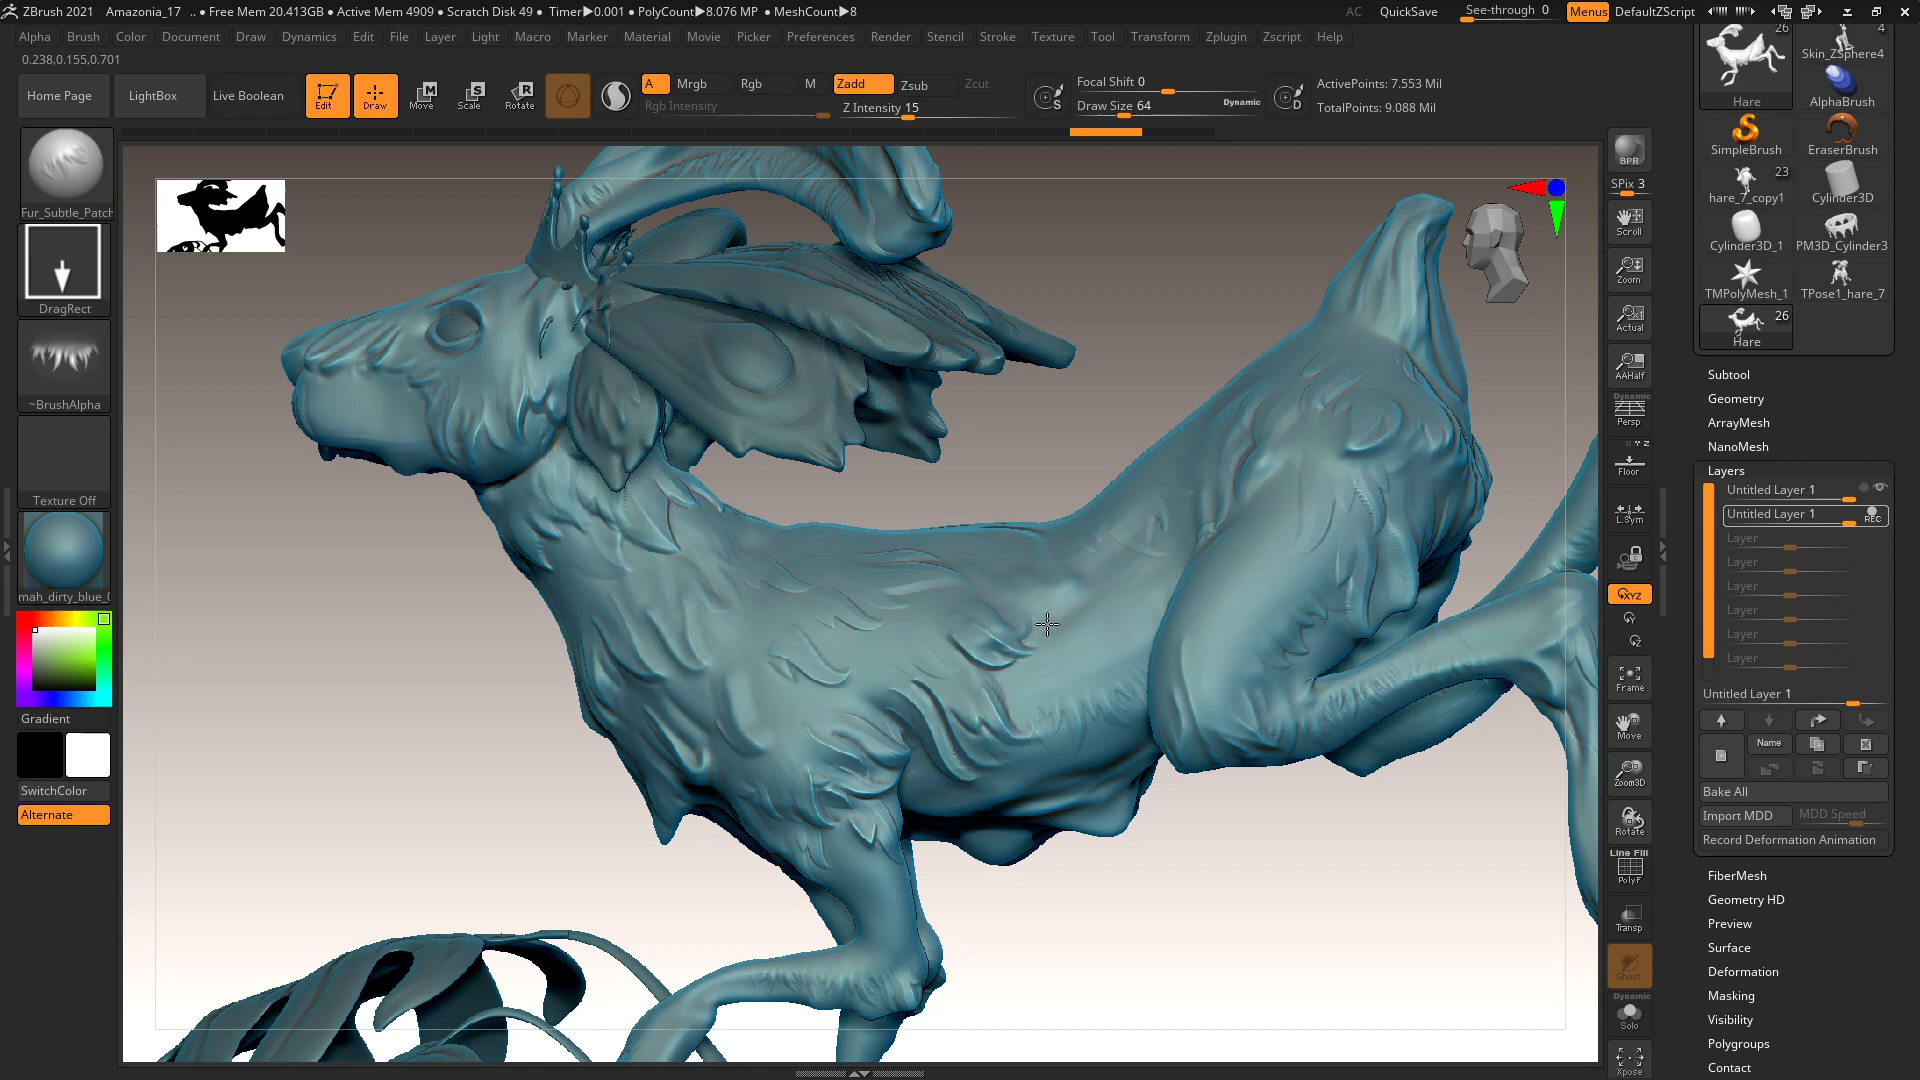 ZBrush 2021 Amazonia_17 .. • Free Mem 20.413GB • Active Mem 4909 • Scratch Disk 49 • Timer▶0.001 • PolyCount▶8.076 MP • MeshCount▶8 AC QuickSave See-through 0 Menus DefaultZScript
Alpha Brush Color Document Draw Dynamics Edit File Layer Light Macro Marker Material Movie Picker Preferences Render Stencil Stroke Texture Tool Transform Zplugin Zscript Help
0.238,0.155,0.701
Home Page LightBox Live Boolean Edit Draw Move Scale Rotate
A Mrgb Rgb M Zadd Zsub Zcut
Rgb Intensity Z Intensity 15
Focal Shift 0
Draw Size 64 Dynamic
ActivePoints: 7.553 Mil
TotalPoints: 9.088 Mil
Fur_Subtle_Patch
DragRect
~BrushAlpha
Texture Off
mah_dirty_blue_0
Gradient
SwitchColor
Alternate
BPR
SPix 3
Scroll
Zoom
Actual
AAHalf
Dynamic
Persp
Floor
L.Sym
XYZ
Y
Z
Frame
Move
Zoom3D
Rotate
Line Fill
PolyF
Transp
Ghost
Dynamic
Solo
Xpose
26 4
Hare Skin_ZSphere4
AlphaBrush
SimpleBrush EraserBrush
23
hare_7_copy1 Cylinder3D
Cylinder3D_1 PM3D_Cylinder3
TMPolyMesh_1 TPose1_hare_7
26
Hare
Subtool
Geometry
ArrayMesh
NanoMesh
Layers
Untitled Layer 1
Untitled Layer 1 REC
Layer
Layer
Layer
Layer
Layer
Layer
Untitled Layer 1
Name
Bake All
Import MDD MDD Speed
Record Deformation Animation
FiberMesh
Geometry HD
Preview
Surface
Deformation
Masking
Visibility
Polygroups
Contact